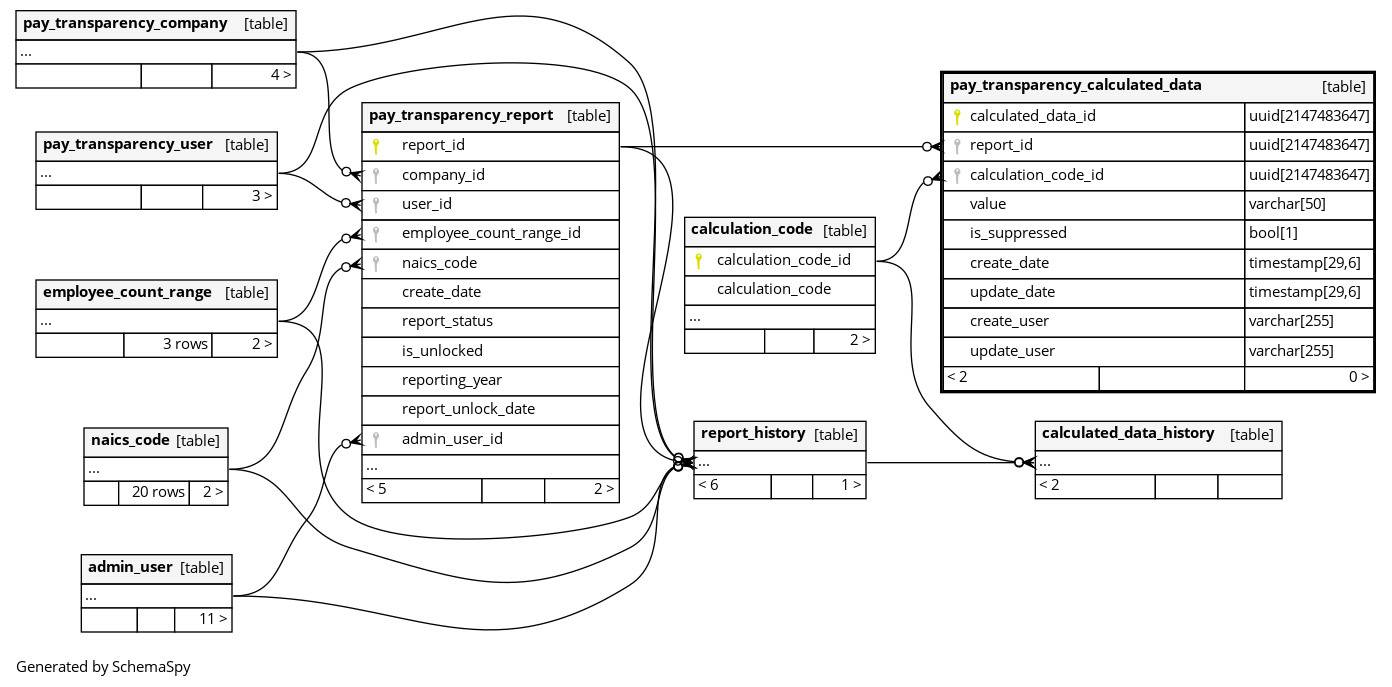 pay_transparency_company [table]
...
4 >
pay_transparency_user [table]
...
3 >
employee_count_range [table]
...
3 rows 2 >
naics_code [table]
...
20 rows 2 >
admin_user [table]
...
11 >
pay_transparency_report [table]
report_id
company_id
user_id
employee_count_range_id
naics_code
create_date
report_status
is_unlocked
reporting_year
report_unlock_date
admin_user_id
...
< 5 2 >
calculation_code [table]
calculation_code_id
calculation_code
...
2 >
report_history [table]
...
< 6 1 >
pay_transparency_calculated_data [table]
calculated_data_id uuid[2147483647]
report_id uuid[2147483647]
calculation_code_id uuid[2147483647]
value varchar[50]
is_suppressed bool[1]
create_date timestamp[29,6]
update_date timestamp[29,6]
create_user varchar[255]
update_user varchar[255]
< 2 0 >
calculated_data_history [table]
...
< 2
Generated by SchemaSpy